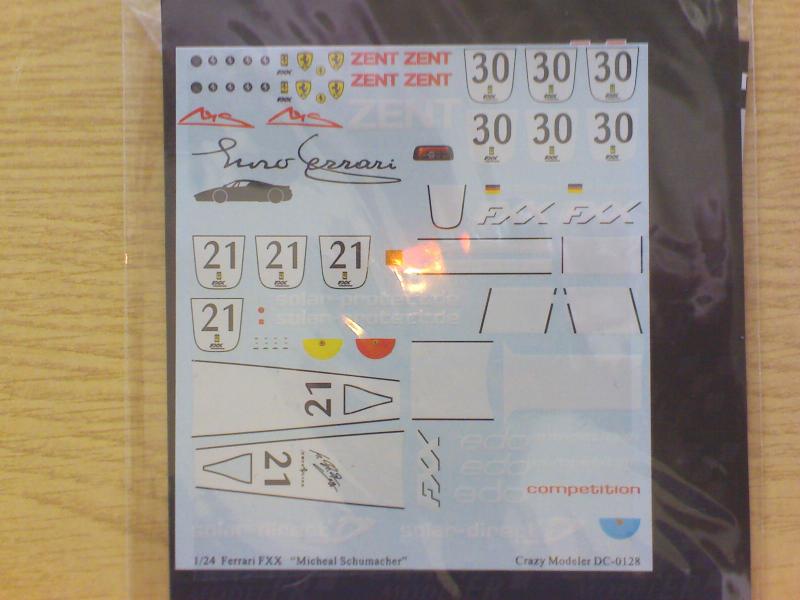 ZENT ZENT
ZENT ZENT
ZENT
30 30 30
30 30 30
FXX FXX
21 21 21
21
solar-protect.de
solar-protect.de
21
21
FXX
edo
edo
edo competition
solar-direct
solar-direct
1/24 Ferrari FXX "Micheal Schumacher"
Crazy Modeler DC-0128